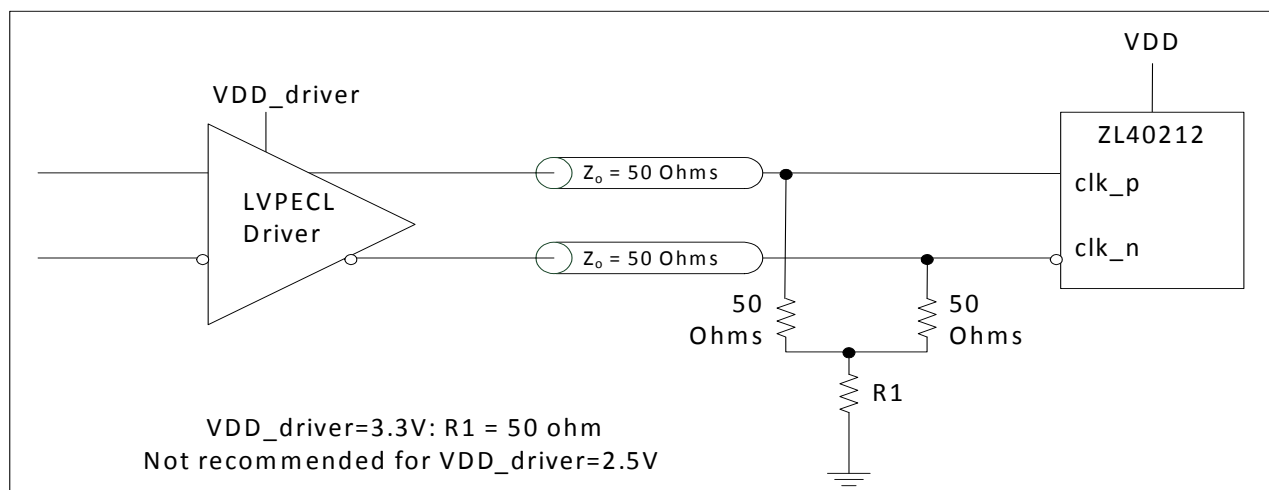 VDD
VDD_driver
ZL40212
Zo = 50 Ohms
clk_p
LVPECL
Driver
clk_n
Zo = 50 Ohms
50
Ohms
50
Ohms
R1
VDD_driver=3.3V: R1 = 50 ohm
Not recommended for VDD_driver=2.5V